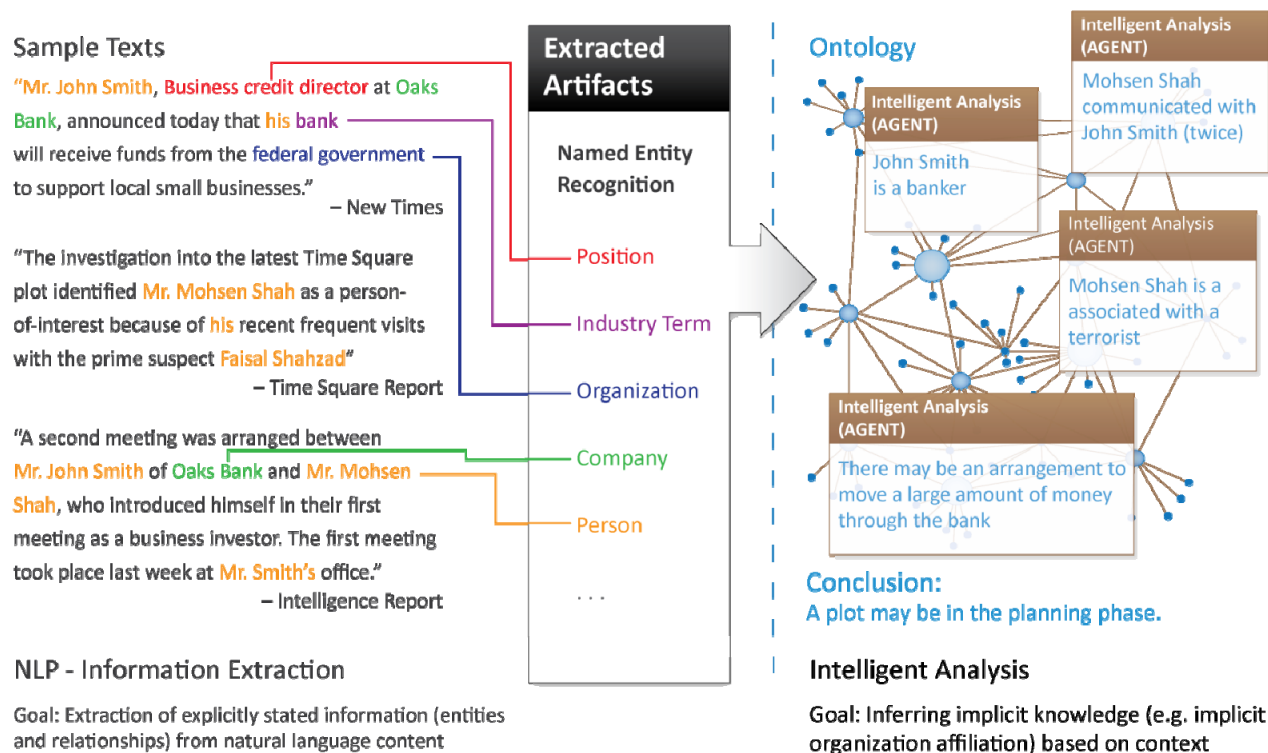 Sample Texts
“Mr. John Smith, Business credit director at Oaks
Bank, announced today that his bank
will receive funds from the federal government
to support local small businesses.”
– New Times
“The investigation into the latest Time Square
plot identified Mr. Mohsen Shah as a person-
of-interest because of his recent frequent visits
with the prime suspect Faisal Shahzad“
– Time Square Report
“A second meeting was arranged between
Mr. John Smith of Oaks Bank and Mr. Mohsen
Shah, who introduced himself in their first
meeting as a business investor. The first meeting
took place last week at Mr. Smith’s office.”
– Intelligence Report
NLP - Information Extraction
Goal: Extraction of explicitly stated information (entities
and relationships) from natural language content
Extracted
Artifacts
Named Entity
Recognition
Position
Industry Term
Organization
Company
Person
...
Ontology
Intelligent Analysis
(AGENT)
Mohsen Shah
communicated with
John Smith (twice)
Intelligent Analysis
(AGENT)
John Smith
is a banker
Intelligent Analysis
(AGENT)
Mohsen Shah is a
associated with a
terrorist
Intelligent Analysis
(AGENT)
There may be an arrangement to
move a large amount of money
through the bank
Conclusion:
A plot may be in the planning phase.
Intelligent Analysis
Goal: Inferring implicit knowledge (e.g. implicit
organization affiliation) based on context